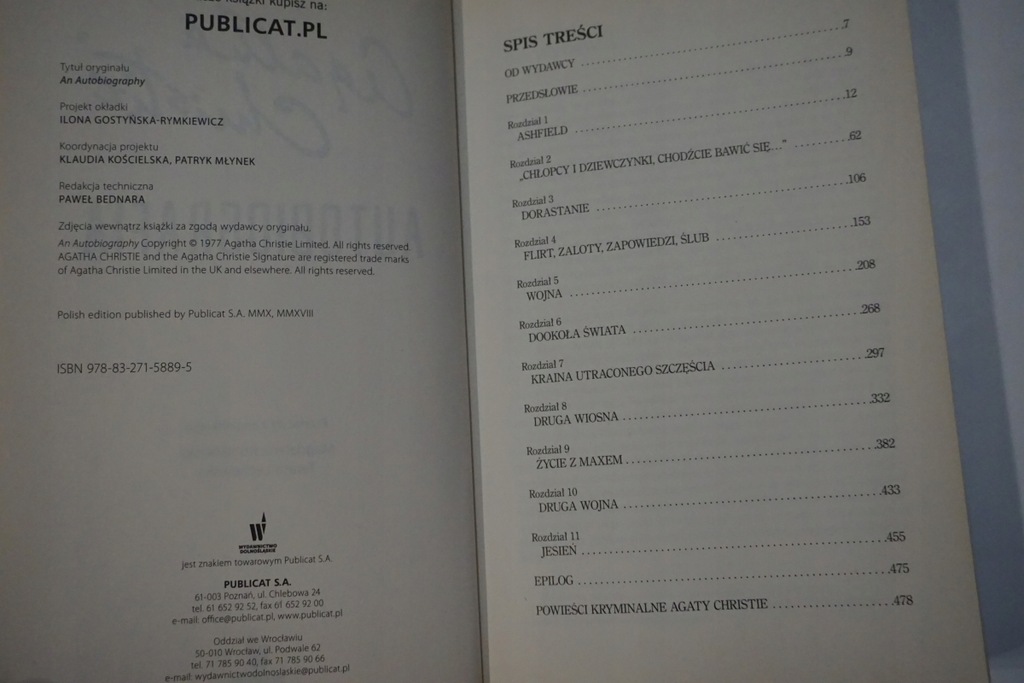 książki kupisz na:
PUBLICAT.PL
Tytuł oryginału
An Autobiography
Projekt okładki
ILONA GOSTYŃSKA-RYMKIEWICZ
Koordynacja projektu
KLAUDIA KOŚCIELSKA, PATRYK MŁYNEK
Redakcja techniczna
PAWEŁ BEDNARA
Zdjęcia wewnątrz książki za zgodą wydawcy oryginału.
An Autobiography Copyright © 1977 Agatha Christie Limited. All rights reserved.
AGATHA CHRISTIE and the Agatha Christie Signature are registered trade marks
of Agatha Christie Limited in the UK and elsewhere. All rights reserved.
Polish edition published by Publicat S.A. MMX, MMXVIII
ISBN 978-83-271-5889-5
WYDAWNICTWO
DOLNOŚLĄSKIE
jest znakiem towarowym Publicat S.A.
PUBLICAT S.A.
61-003 Poznań, ul. Chlebowa 24
tel. 61 652 92 52, fax 61 652 92 00
e-mail: office@publicat.pl, www.publicat.pl
Oddział we Wrocławiu
50-010 Wrocław, ul. Podwale 62
tel. 71 785 90 40, fax 71 785 90 66
e-mail: wydawnictwodolnoslaskie@publicat.pl
SPIS TREŚCI
OD WYDAWCY ........ 7
PRZEDSŁOWIE ........ 9
Rozdział 1
ASHFIELD ........ 12
Rozdział 2
„CHŁOPCY I DZIEWCZYNKI, CHODŹCIE BAWIĆ SIĘ...” ........ 62
Rozdział 3
DORASTANIE ........ 106
Rozdział 4
FLIRT, ZALOTY, ZAPOWIEDZI, ŚLUB ........ 153
Rozdział 5
WOJNA ........ 208
Rozdział 6
DOOKOŁA ŚWIATA ........ 268
Rozdział 7
KRAINA UTRACONEGO SZCZĘŚCIA ........ 297
Rozdział 8
DRUGA WIOSNA ........ 332
Rozdział 9
ŻYCIE Z MAXEM ........ 382
Rozdział 10
DRUGA WOJNA ........ 433
Rozdział 11
JESIEŃ ........ 455
EPILOG ........ 475
POWIEŚCI KRYMINALNE AGATY CHRISTIE ........ 478